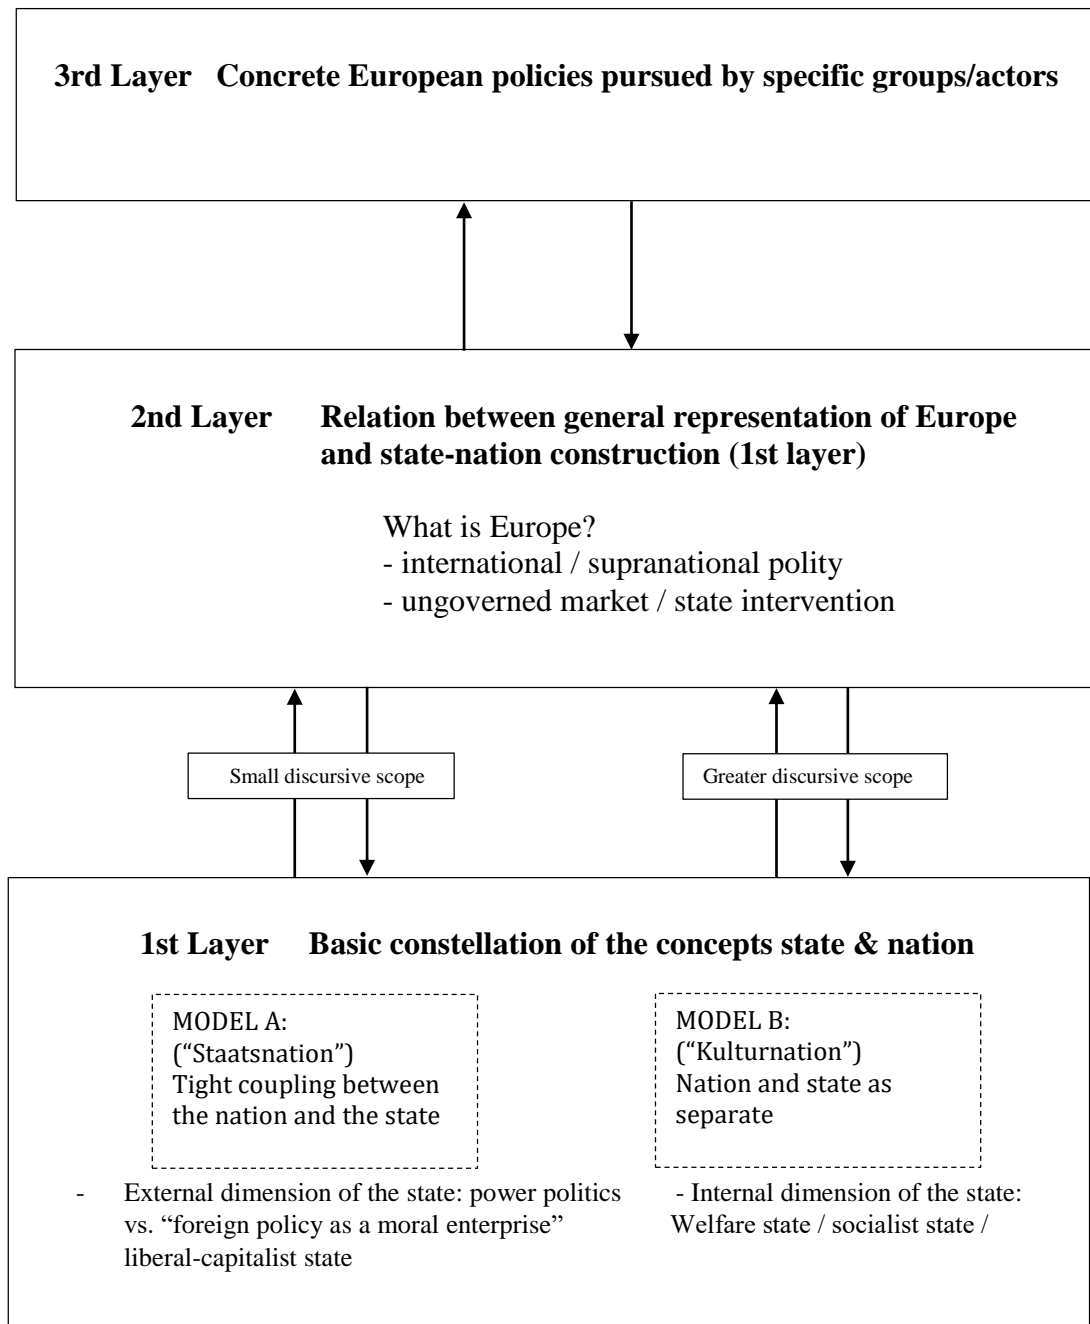 3rd Layer Concrete European policies pursued by specific groups/actors
2nd Layer Relation between general representation of Europe
and state-nation construction (1st layer)
What is Europe?
- international / supranational polity
- ungoverned market / state intervention
Small discursive scope
Greater discursive scope
1st Layer Basic constellation of the concepts state & nation
MODEL A:
(“Staatsnation”)
Tight coupling between
the nation and the state
MODEL B:
(“Kulturnation”)
Nation and state as
separate
- External dimension of the state: power politics
vs. “foreign policy as a moral enterprise”
liberal-capitalist state
- Internal dimension of the state:
Welfare state / socialist state /